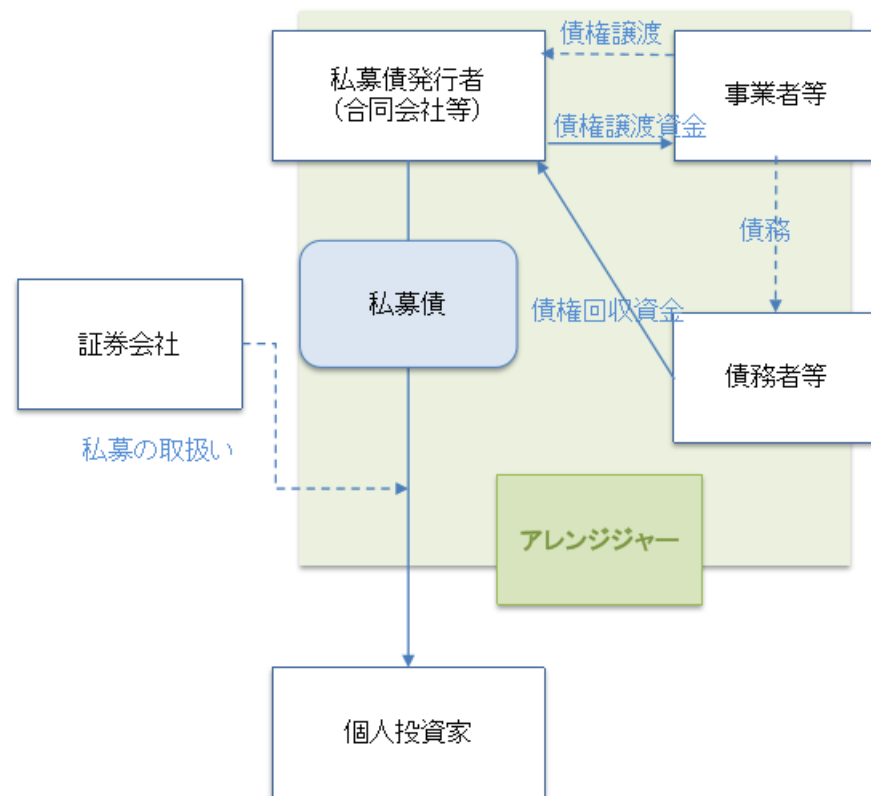 債権譲渡
私募債発行者
(合同会社等)
事業者等
債権譲渡資金
債務
私募債
債権回収資金
証券会社
債務者等
私募の取扱い
アレンジジャー
個人投資家